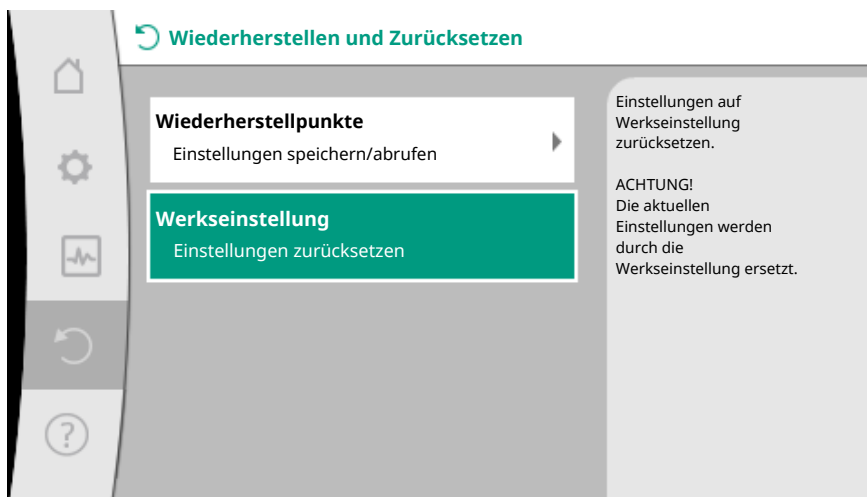 Wiederherstellen und Zurücksetzen
Wiederherstellpunkte
Einstellungen speichern/abrufen
Werkseinstellung
Einstellungen zurücksetzen
Einstellungen auf
Werkseinstellung
zurücksetzen.
ACHTUNG!
Die aktuellen
Einstellungen werden
durch die
Werkseinstellung ersetzt.
?